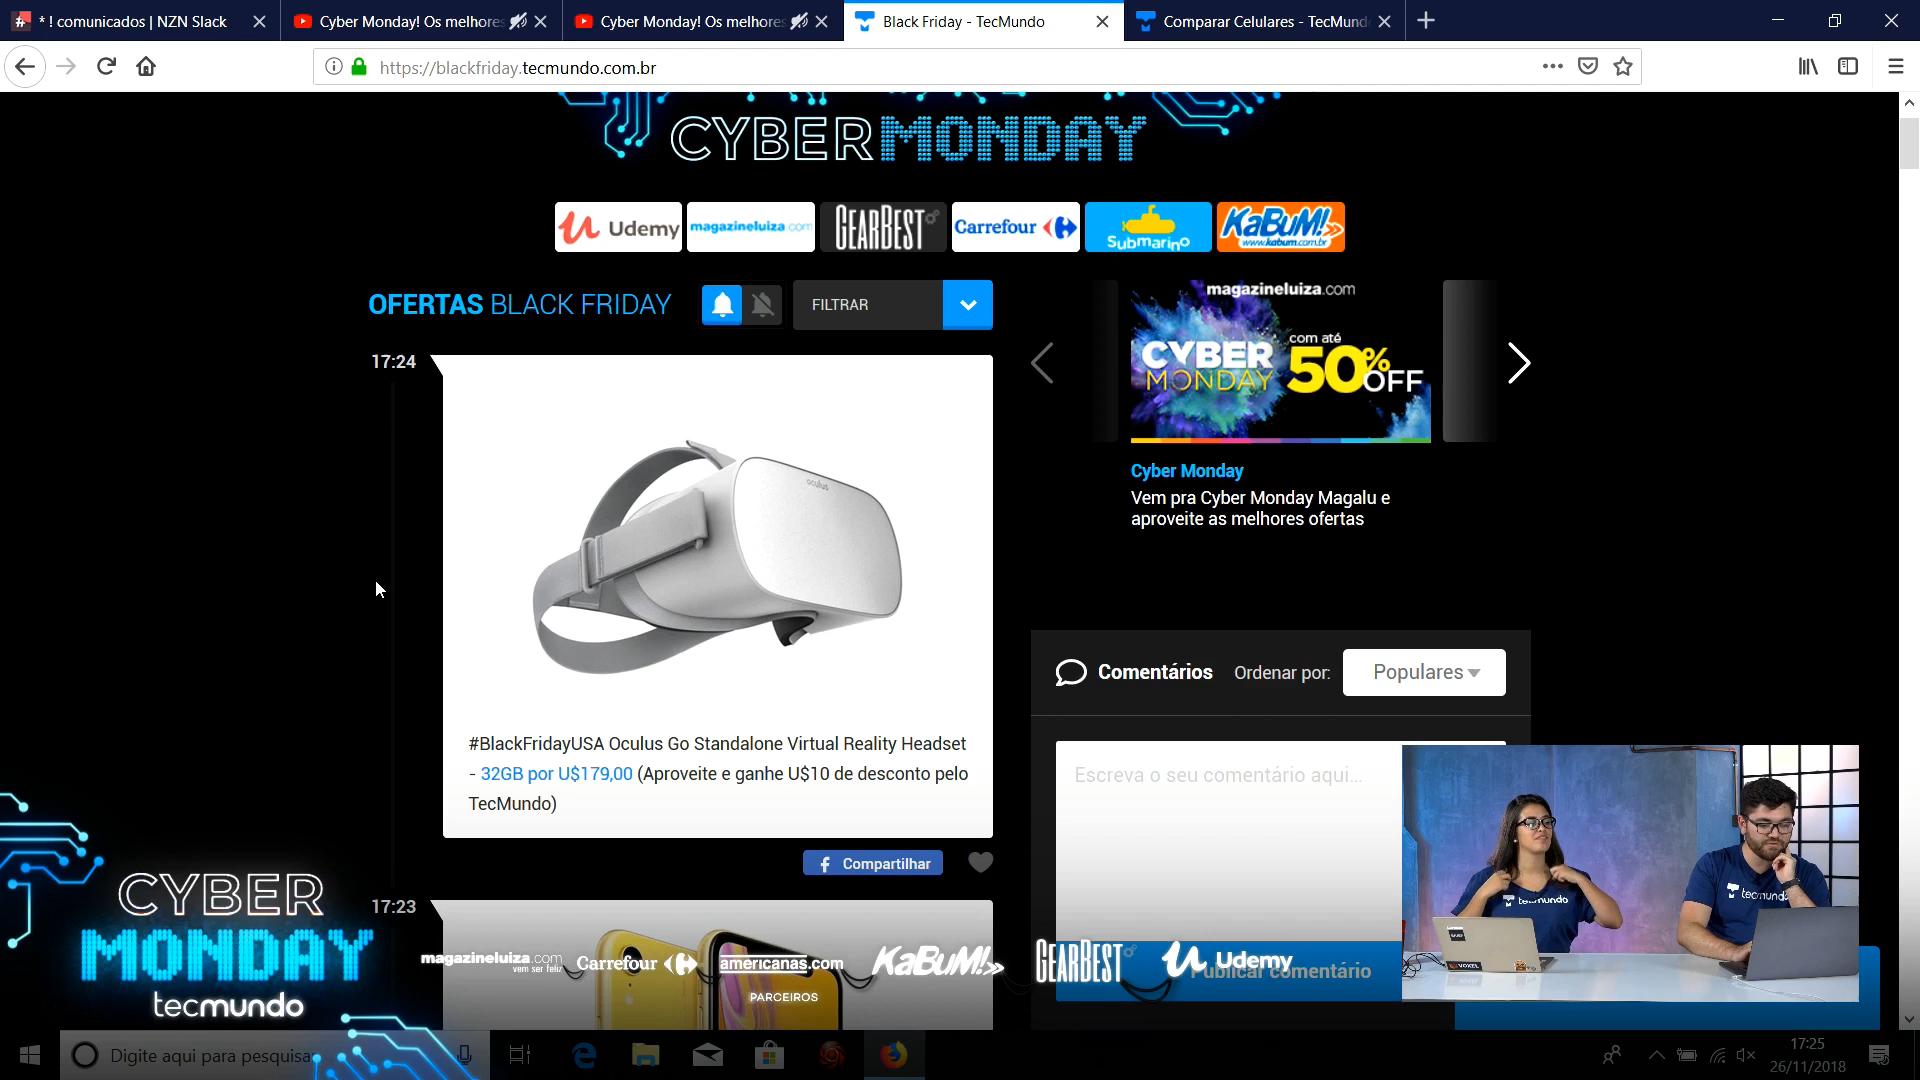 * ! comunicados | NZN Slack
Cyber Monday! Os melhores
Cyber Monday! Os melhores
Black Friday - TecMundo
Comparar Celulares - TecMund
https://blackfriday.tecmundo.com.br
CYBER MONDAY
Udemy
magazineluiza.com
GEARBEST
Carrefour
Submarino
KaBuM!
www.kabum.com.br
OFERTAS BLACK FRIDAY
FILTRAR
magazineluiza.com
CYBER MONDAY
com até
50% OFF
17:24
oculus
Cyber Monday
Vem pra Cyber Monday Magalu e
aproveite as melhores ofertas
Comentários
Ordenar por:
Populares
#BlackFridayUSA Oculus Go Standalone Virtual Reality Headset
- 32GB por U$179,00 (Aproveite e ganhe U$10 de desconto pelo
TecMundo)
Escreva o seu comentário aqui...
Compartilhar
17:23
tecmundo
tecmundo
VOXEL
CYBER
MONDAY
tecmundo
magazineluiza.com
vem ser feliz
Carrefour
americanas.com
KaBuM!
GEARBEST
Udemy
Publicar comentário
PARCEIROS
Digite aqui para pesquisar
17:25
26/11/2018